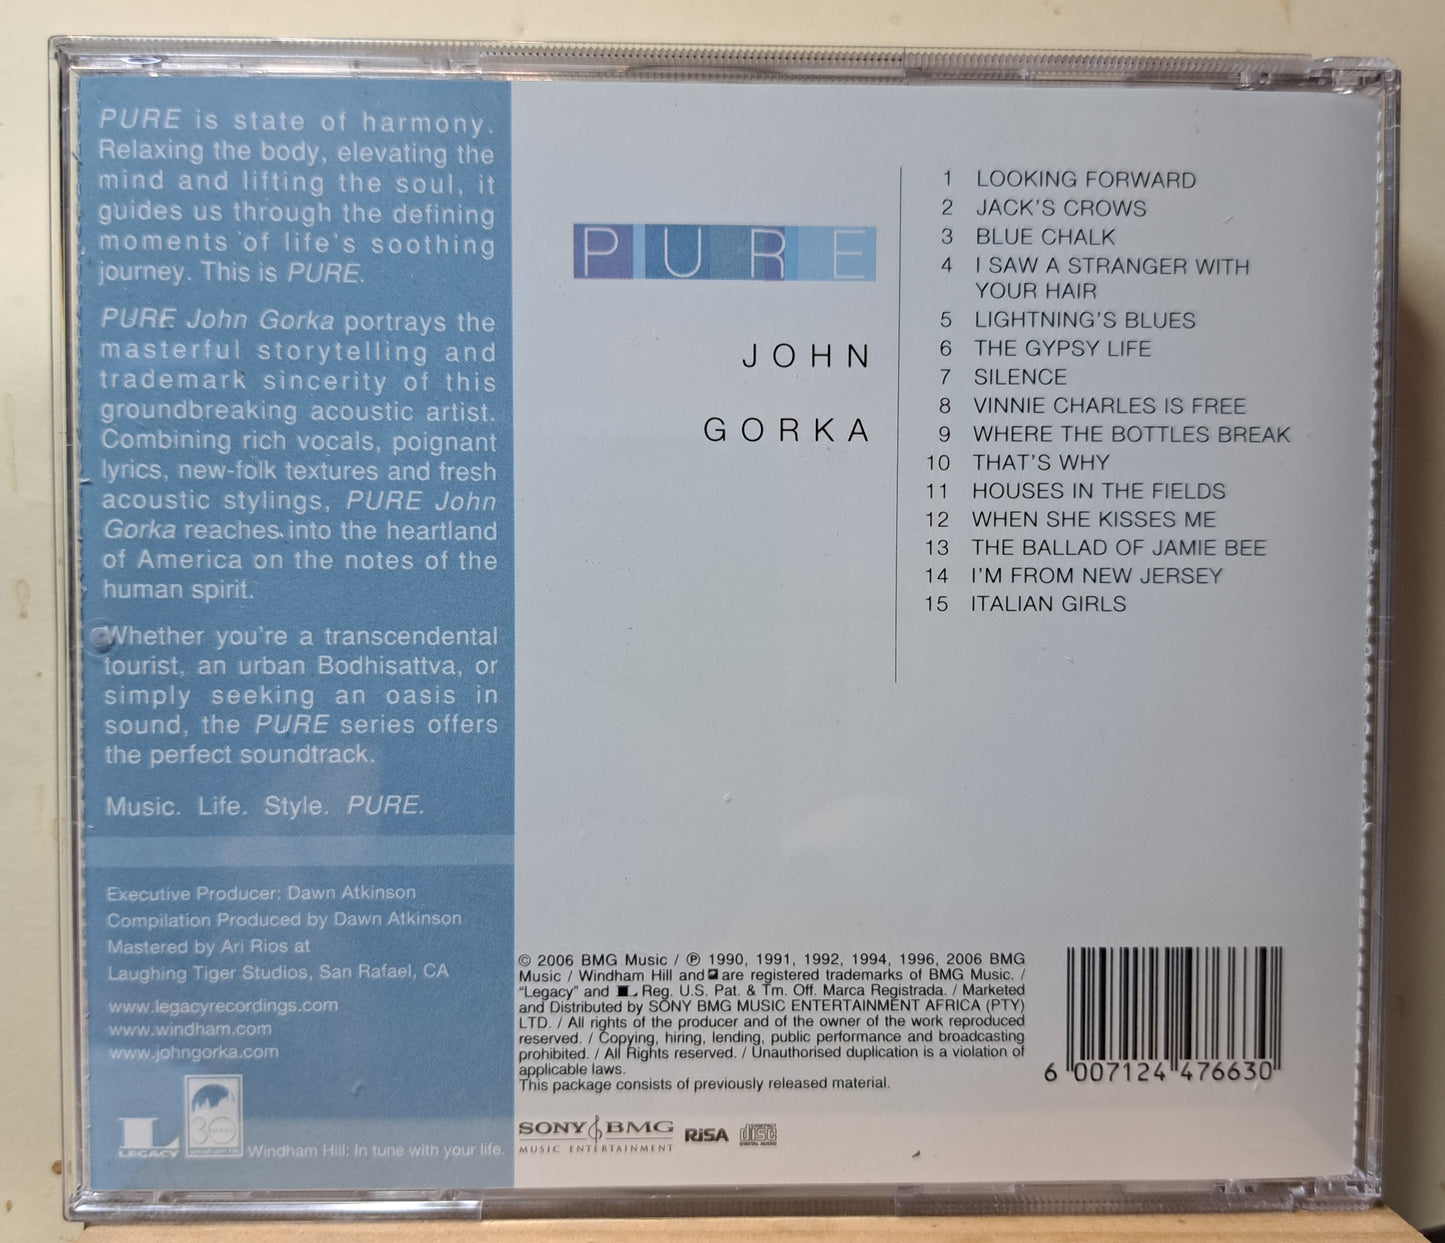 PURE is state of harmony.
Relaxing the body, elevating the
mind and lifting the soul, it
guides us through the defining
moments of life's soothing
journey. This is PURE.
PURE John Gorka portrays the
masterful storytelling and
trademark sincerity of this
groundbreaking acoustic artist.
Combining rich vocals, poignant
lyrics, new-folk textures and fresh
acoustic stylings, PURE John
Gorka reaches into the heartland
of America on the notes of the
human spirit.
Whether you're a transcendental
tourist, an urban Bodhisattva, or
simply seeking an oasis in
sound, the PURE series offers
the perfect soundtrack.
Music. Life. Style. PURE.
Executive Producer: Dawn Atkinson
Compilation Produced by Dawn Atkinson
Mastered by Ari Rios at
Laughing Tiger Studios, San Rafael, CA
www.legacyrecordings.com
www.windham.com
www.johngorka.com
LEGACY
30
Windham Hill: In tune with your life.
PURE
JOHN
GORKA
1 LOOKING FORWARD
2 JACK'S CROWS
3 BLUE CHALK
4 I SAW A STRANGER WITH
YOUR HAIR
5 LIGHTNING'S BLUES
6 THE GYPSY LIFE
7 SILENCE
8 VINNIE CHARLES IS FREE
9 WHERE THE BOTTLES BREAK
10 THAT'S WHY
11 HOUSES IN THE FIELDS
12 WHEN SHE KISSES ME
13 THE BALLAD OF JAMIE BEE
14 I'M FROM NEW JERSEY
15 ITALIAN GIRLS
© 2006 BMG Music / ℗ 1990, 1991, 1992, 1994, 1996, 2006 BMG
Music / Windham Hill and are registered trademarks of BMG Music. /
"Legacy" and L Reg. U.S. Pat. & Tm. Off. Marca Registrada. / Marketed
and Distributed by SONY BMG MUSIC ENTERTAINMENT AFRICA (PTY)
LTD. / All rights of the producer and of the owner of the work reproduced
reserved. / Copying, hiring, lending, public performance and broadcasting
prohibited. / All Rights reserved. / Unauthorised duplication is a violation of
applicable laws.
This package consists of previously released material.
SONY BMG
MUSIC ENTERTAINMENT
RiSA
COMPACT
disc
DIGITAL AUDIO
6 007124 476630